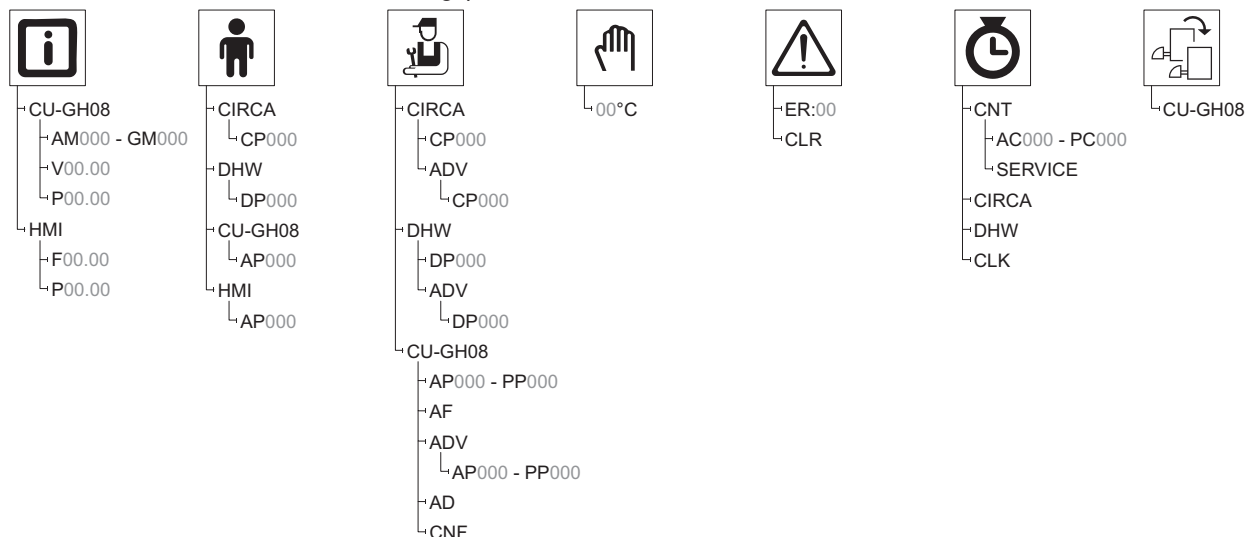 CU-GH08
AM000 - GM000
V00.00
P00.00
HMI
F00.00
P00.00
CIRCA
CP000
DHW
DP000
CU-GH08
AP000
HMI
AP000
CIRCA
CP000
ADV
CP000
DHW
DP000
ADV
DP000
CU-GH08
AP000 - PP000
AF
ADV
AP000 - PP000
AD
CNF
00°C
ER:00
CLR
CNT
AC000 - PC000
SERVICE
CIRCA
DHW
CLK
CU-GH08